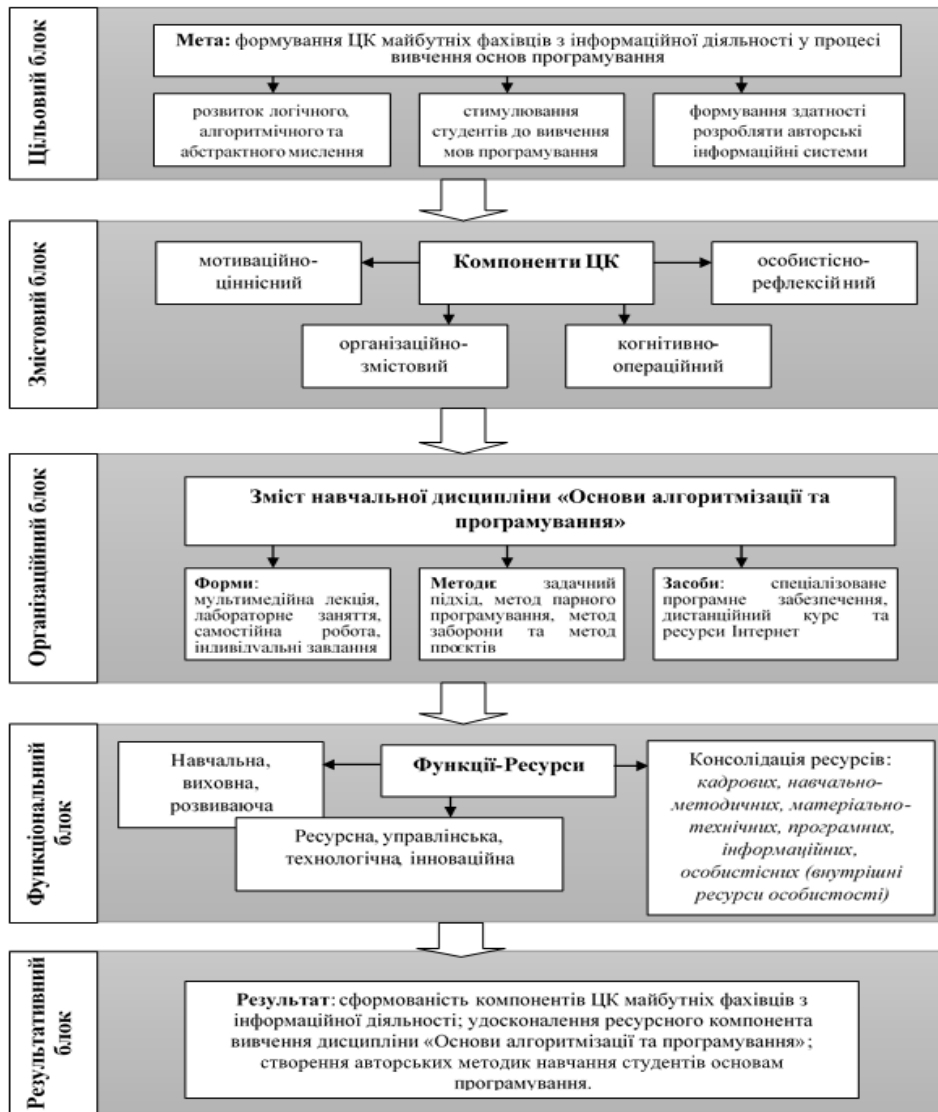 Цільовий блок
Мета: формування ЦК майбутніх фахівців з інформаційної діяльності у процесі
вивчення основ програмування
розвиток логічного,
алгоритмічного та
абстрактного мислення
стимулювання
студентів до вивчення
мов програмування
формування здатності
розробляти авторські
інформаційні системи
Змістовий блок
мотиваційно-
ціннісний
Компоненти ЦК
особистісно-
рефлексійний
організаційно-
змістовий
когнітивно-
операційний
Організаційний блок
Зміст навчальної дисципліни «Основи алгоритмізації та
програмування»
Форми:
мультимедійна лекція,
лабораторне заняття,
самостійна робота,
індивідуальні завдання
Методи: задачний
підхід, метод парного
програмування, метод
заборони та метод
проєктів
Засоби: спеціалізоване
програмне забезпечення,
дистанційний курс та
ресурси Інтернет
Функціональний
блок
Навчальна,
виховна,
розвиваюча
Функції-Ресурси
Ресурсна, управлінська,
технологічна, інноваційна
Консолідація ресурсів:
кадрових, навчально-
методичних, матеріально-
технічних, програмних,
інформаційних,
особистісних (внутрішні
ресурси особистості)
Результативний
блок
Результат: сформованість компонентів ЦК майбутніх фахівців з
інформаційної діяльності; удосконалення ресурсного компонента
вивчення дисципліни «Основи алгоритмізації та програмування»;
створення авторських методик навчання студентів основам
програмування.